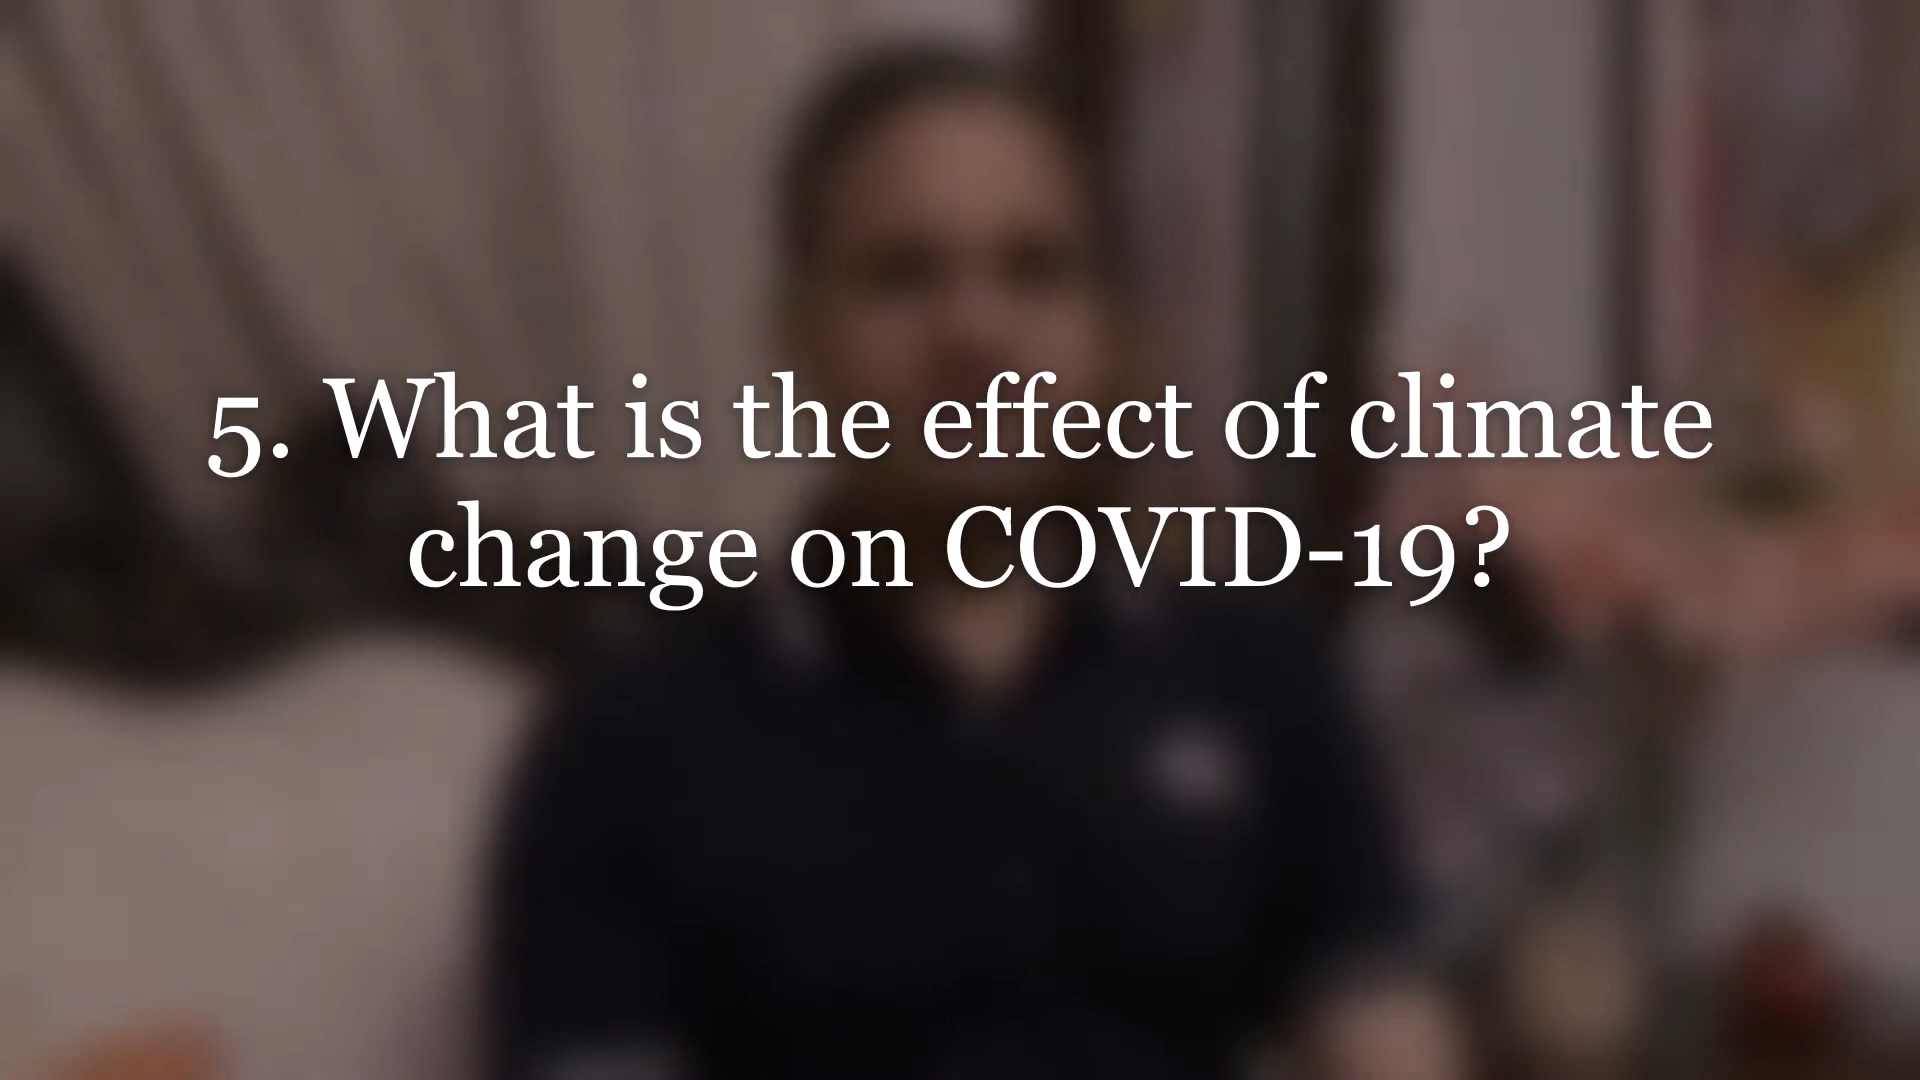 5. What is the effect of climate
change on COVID-19?